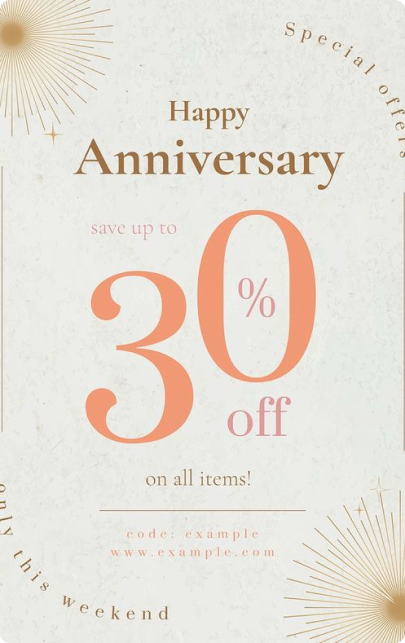 Special offers
Happy
Anniversary
save up to
30%
off
on all items!
code: example
www.example.com
only this weekend